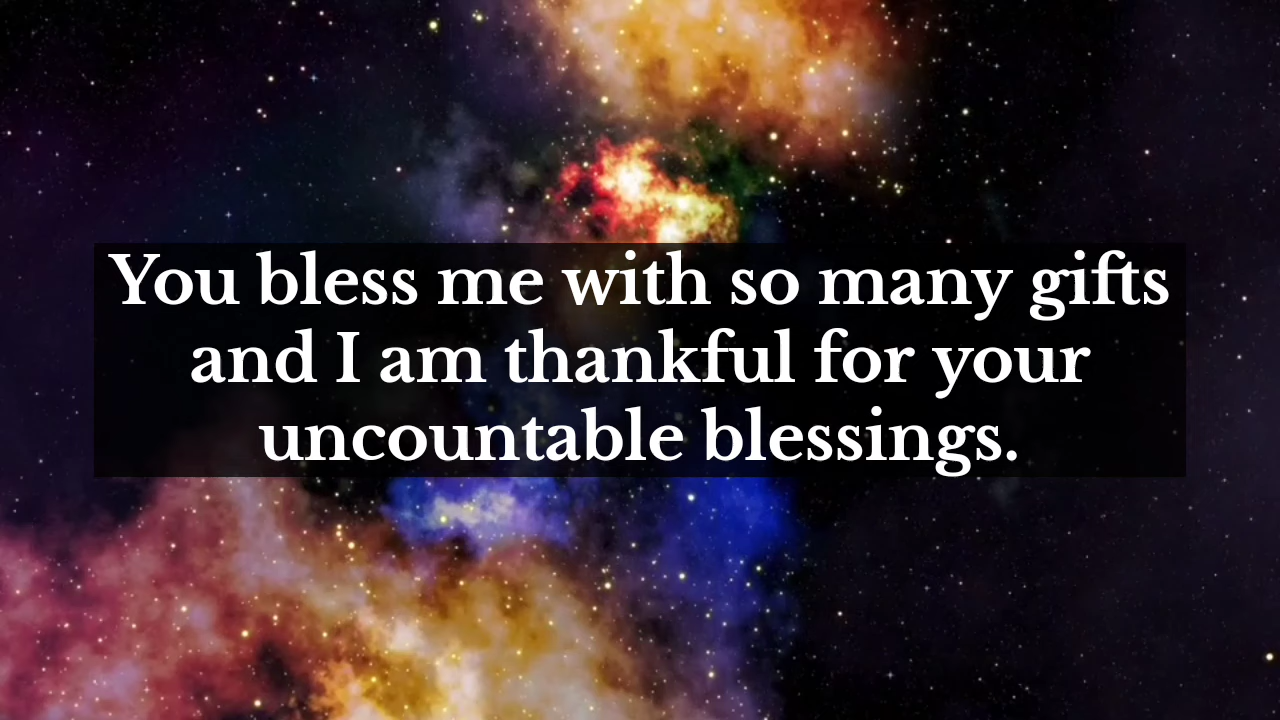 You bless me with so many gifts
and I am thankful for your
uncountable blessings.